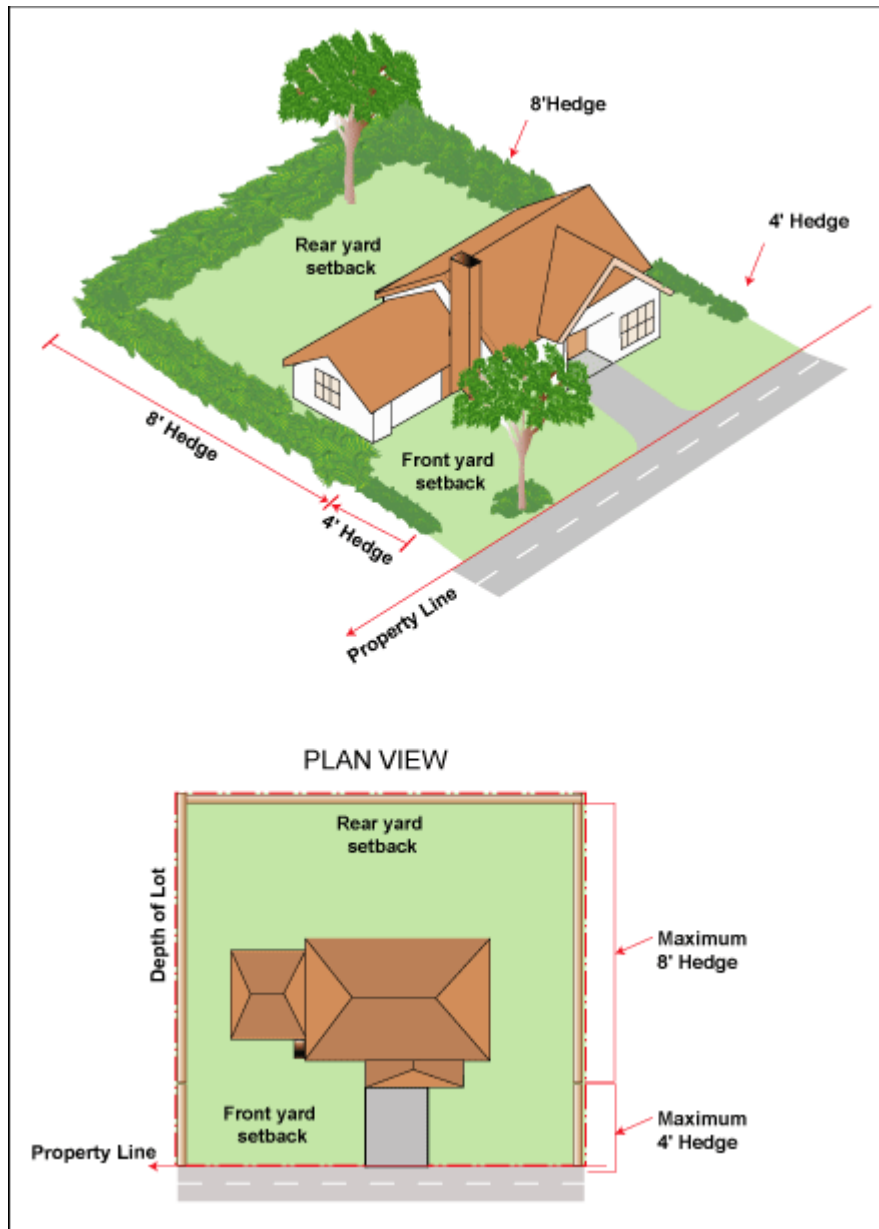 8'Hedge
4' Hedge
Rear yard
setback
8' Hedge
Front yard
setback
4' Hedge
Property Line
PLAN VIEW
Rear yard
setback
Depth of Lot
Maximum
8' Hedge
Front yard
setback
Maximum
4' Hedge
Property Line